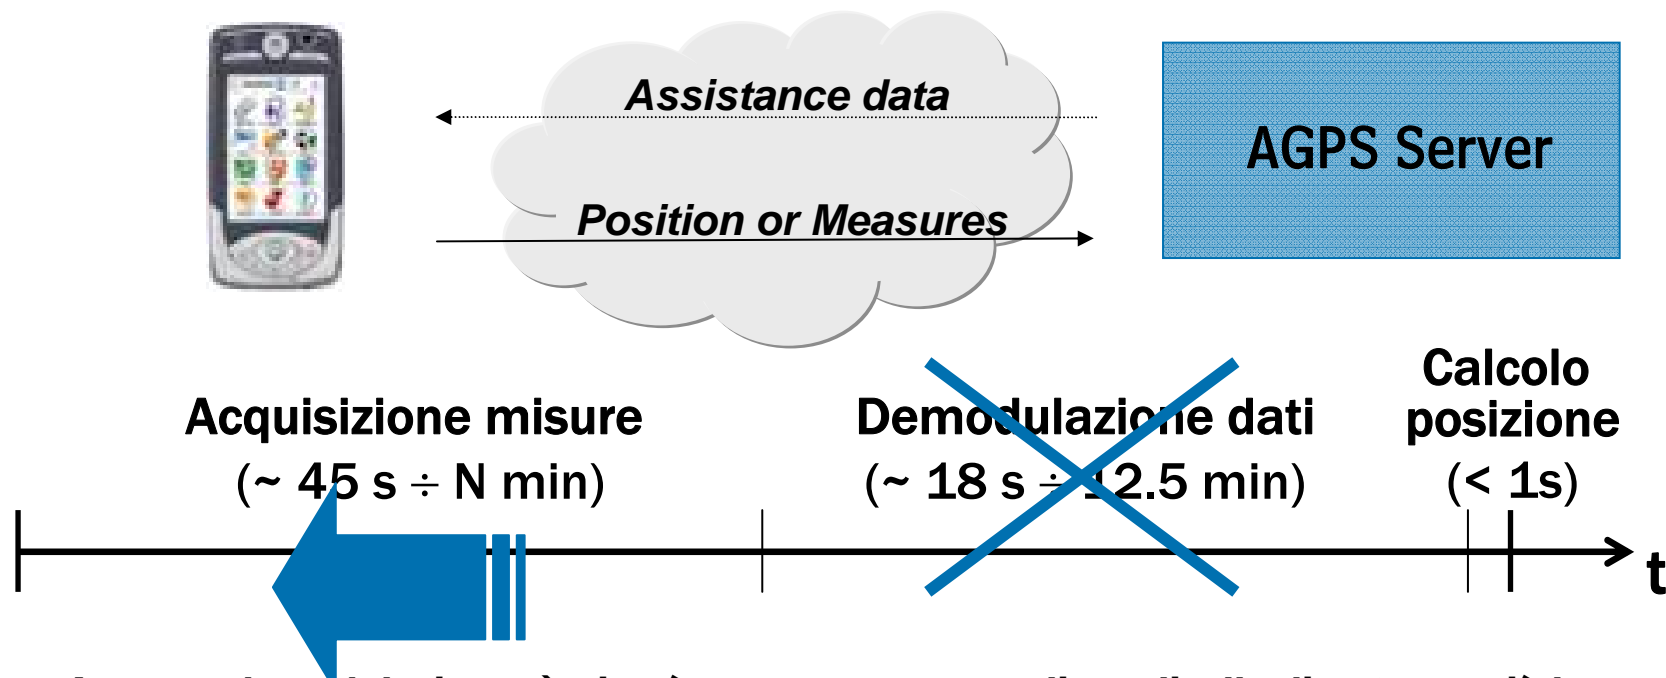 Assistance data
AGPS Server
Position or Measures
Acquisizione misure
(~ 45 s ÷ N min)
Demodulazione dati
(~ 18 s ÷ 12.5 min)
Calcolo
posizione
(< 1s)
t